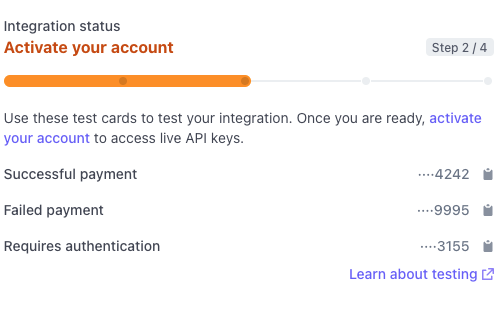 Integration status
Activate your account
Step 2 / 4
Use these test cards to test your integration. Once you are ready, activate
your account to access live API keys.
Successful payment ····4242
Failed payment ····9995
Requires authentication ····3155
Learn about testing